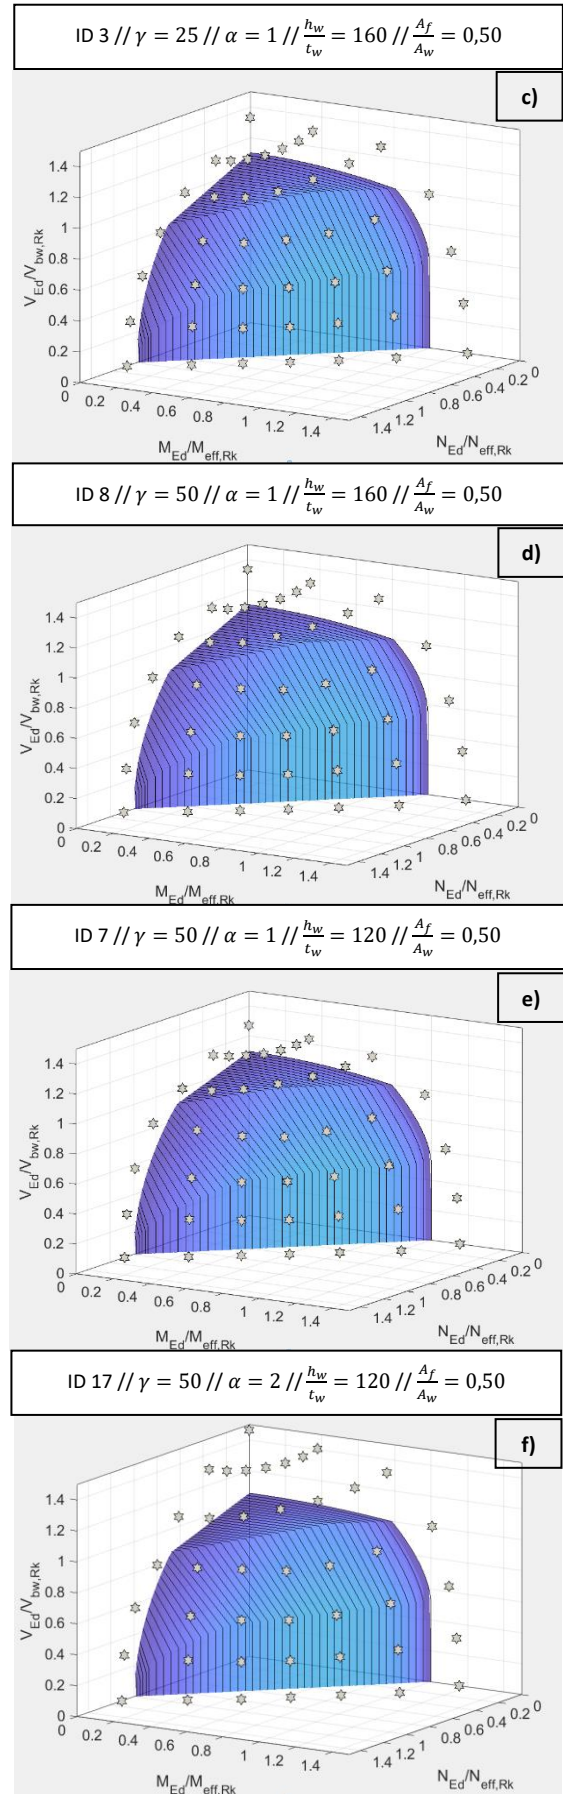 ID 3 // γ = 25 // α = 1 // h_w/t_w = 160 // A_f/A_w = 0,50
c)
1.4
1.2
1
0.8
0.6
0.4
0.2
0
V_Ed/V_bw,Rk
0 0.2 0.4 0.6 0.8 1 1.2 1.4
M_Ed/M_eff,Rk
1.4 1.2 1 0.8 0.6 0.4 0.2 0
N_Ed/N_eff,Rk
ID 8 // γ = 50 // α = 1 // h_w/t_w = 160 // A_f/A_w = 0,50
d)
1.4
1.2
1
0.8
0.6
0.4
0.2
0
V_Ed/V_bw,Rk
0 0.2 0.4 0.6 0.8 1 1.2 1.4
M_Ed/M_eff,Rk
1.4 1.2 1 0.8 0.6 0.4 0.2 0
N_Ed/N_eff,Rk
ID 7 // γ = 50 // α = 1 // h_w/t_w = 120 // A_f/A_w = 0,50
e)
1.4
1.2
1
0.8
0.6
0.4
0.2
0
V_Ed/V_bw,Rk
0 0.2 0.4 0.6 0.8 1 1.2 1.4
M_Ed/M_eff,Rk
1.4 1.2 1 0.8 0.6 0.4 0.2 0
N_Ed/N_eff,Rk
ID 17 // γ = 50 // α = 2 // h_w/t_w = 120 // A_f/A_w = 0,50
f)
1.4
1.2
1
0.8
0.6
0.4
0.2
0
V_Ed/V_bw,Rk
0 0.2 0.4 0.6 0.8 1 1.2 1.4
M_Ed/M_eff,Rk
1.4 1.2 1 0.8 0.6 0.4 0.2 0
N_Ed/N_eff,Rk